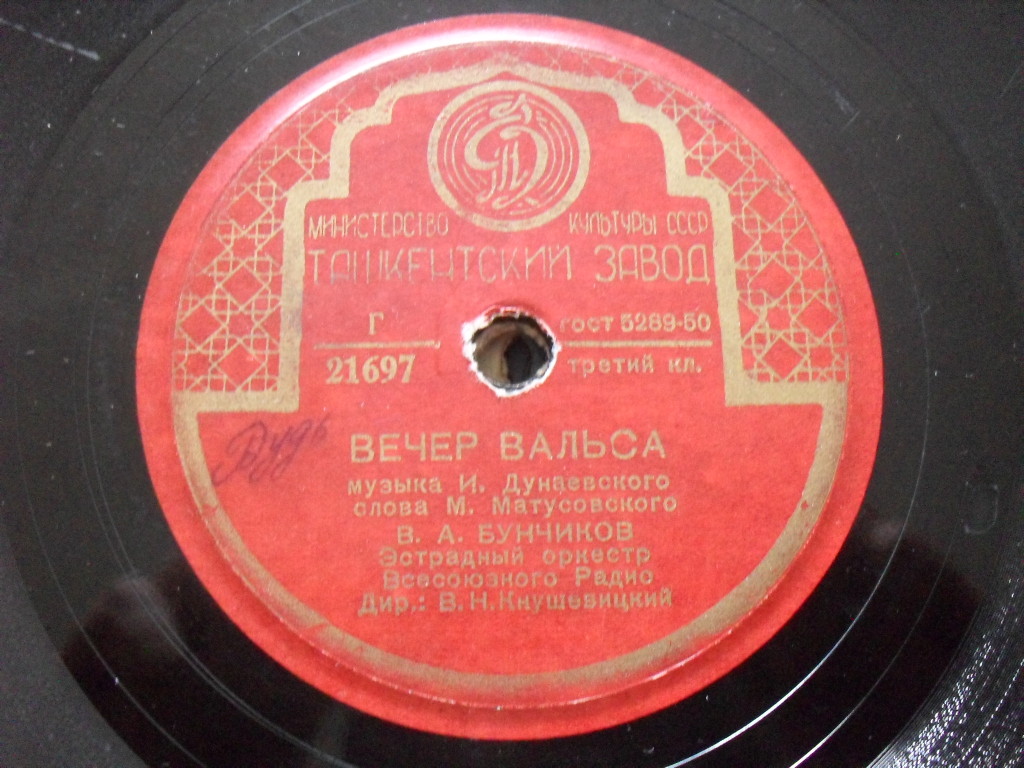 МИНИСТЕРСТВО КУЛЬТУРЫ СССР
ТАШКЕНТСКИЙ ЗАВОД
Г
21697
гост 5289-50
третий кл.
ВЕЧЕР ВАЛЬСА
музыка И. Дунаевского
слова М. Матусовского
В. А. БУНЧИКОВ
Эстрадный оркестр
Всесоюзного Радио
Дир.: В. Н. Кнушевицкий